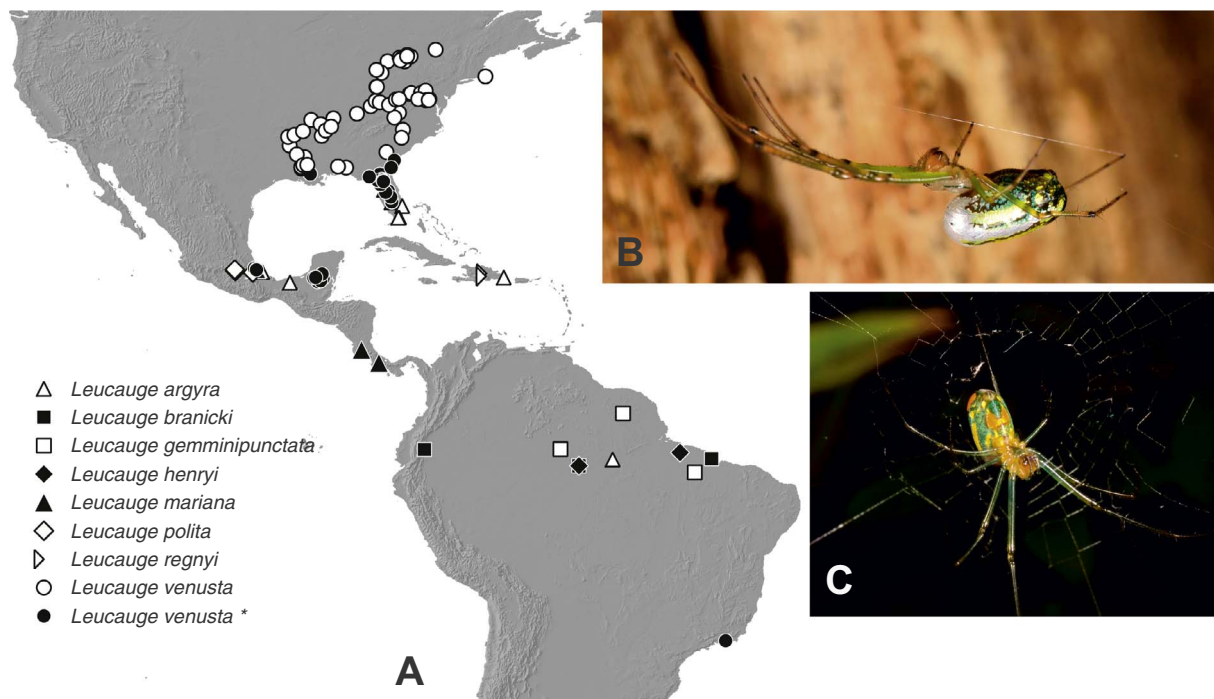 B
C
Leucauge argyra
Leucauge branicki
Leucauge gemminipunctata
Leucauge henryi
Leucauge mariana
Leucauge polita
Leucauge regnyi
Leucauge venusta
Leucauge venusta *
A